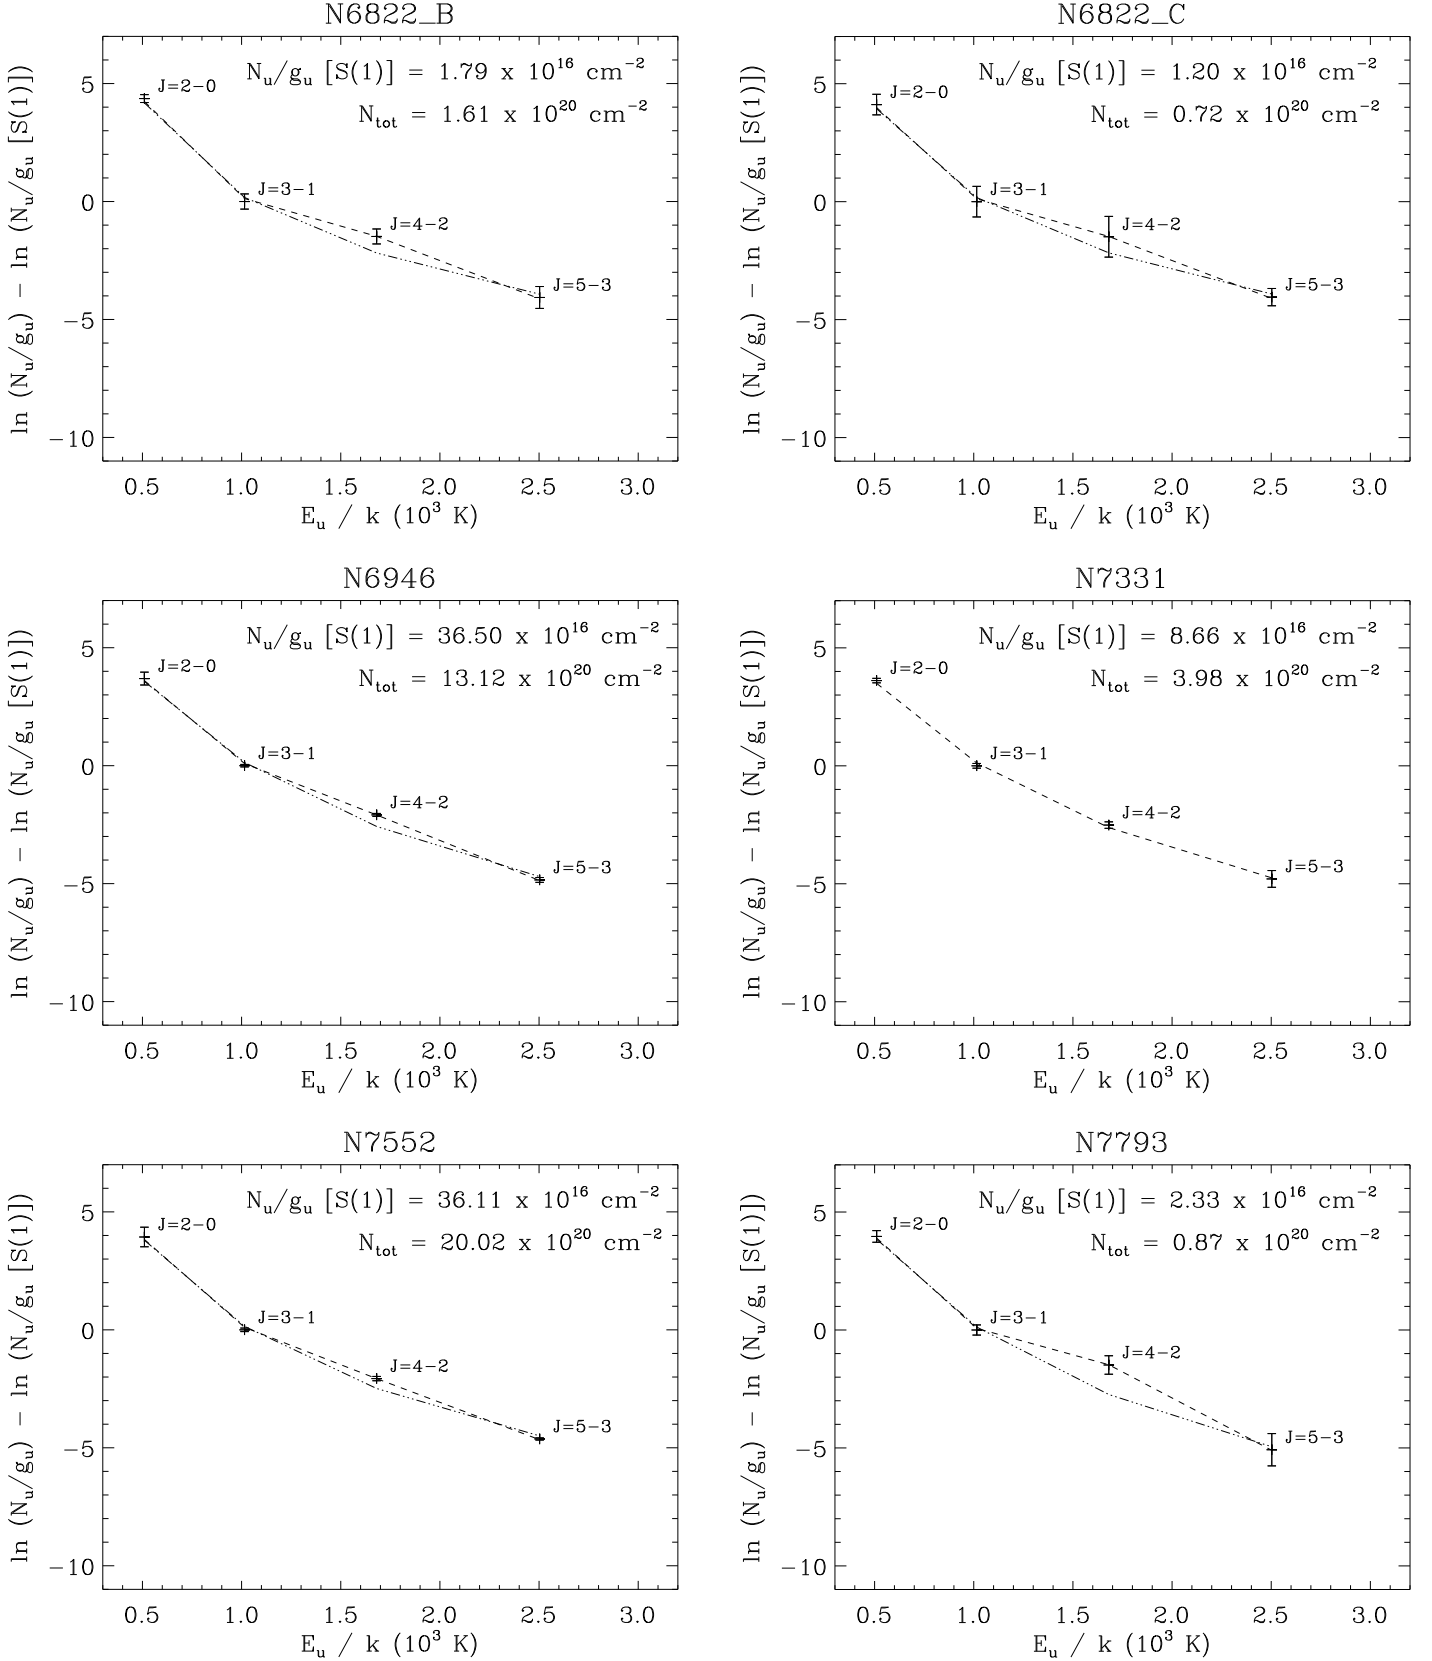 N6822_B
N_u/g_u [S(1)] = 1.79 x 10^16 cm^-2
N_tot = 1.61 x 10^20 cm^-2
J=2-0
J=3-1
J=4-2
J=5-3
5
0
-5
-10
ln (N_u/g_u) - ln (N_u/g_u [S(1)])
0.5 1.0 1.5 2.0 2.5 3.0
E_u / k (10^3 K)
N6822_C
N_u/g_u [S(1)] = 1.20 x 10^16 cm^-2
N_tot = 0.72 x 10^20 cm^-2
J=2-0
J=3-1
J=4-2
J=5-3
5
0
-5
-10
ln (N_u/g_u) - ln (N_u/g_u [S(1)])
0.5 1.0 1.5 2.0 2.5 3.0
E_u / k (10^3 K)
N6946
N_u/g_u [S(1)] = 36.50 x 10^16 cm^-2
N_tot = 13.12 x 10^20 cm^-2
J=2-0
J=3-1
J=4-2
J=5-3
5
0
-5
-10
ln (N_u/g_u) - ln (N_u/g_u [S(1)])
0.5 1.0 1.5 2.0 2.5 3.0
E_u / k (10^3 K)
N7331
N_u/g_u [S(1)] = 8.66 x 10^16 cm^-2
N_tot = 3.98 x 10^20 cm^-2
J=2-0
J=3-1
J=4-2
J=5-3
5
0
-5
-10
ln (N_u/g_u) - ln (N_u/g_u [S(1)])
0.5 1.0 1.5 2.0 2.5 3.0
E_u / k (10^3 K)
N7552
N_u/g_u [S(1)] = 36.11 x 10^16 cm^-2
N_tot = 20.02 x 10^20 cm^-2
J=2-0
J=3-1
J=4-2
J=5-3
5
0
-5
-10
ln (N_u/g_u) - ln (N_u/g_u [S(1)])
0.5 1.0 1.5 2.0 2.5 3.0
E_u / k (10^3 K)
N7793
N_u/g_u [S(1)] = 2.33 x 10^16 cm^-2
N_tot = 0.87 x 10^20 cm^-2
J=2-0
J=3-1
J=4-2
J=5-3
5
0
-5
-10
ln (N_u/g_u) - ln (N_u/g_u [S(1)])
0.5 1.0 1.5 2.0 2.5 3.0
E_u / k (10^3 K)